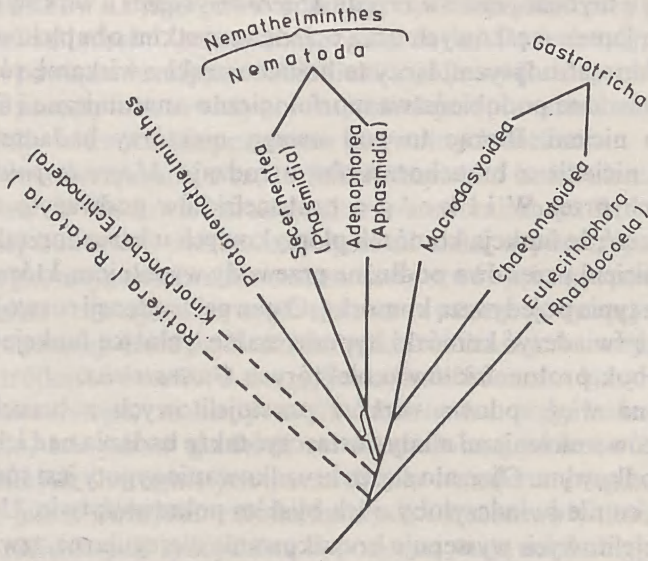 Nemathelminthes
Nematoda
Gastrotricha
Rotifera (Rotatoria)
Kinorhyncha (Echinodera)
Protonemathelminthes
Secernentea
(Phasmidia)
Adenophorea
(Aphasmidia)
Macrodasyoidea
Chaetonotoidea
Eulecithophora
(Rhabdocoela)